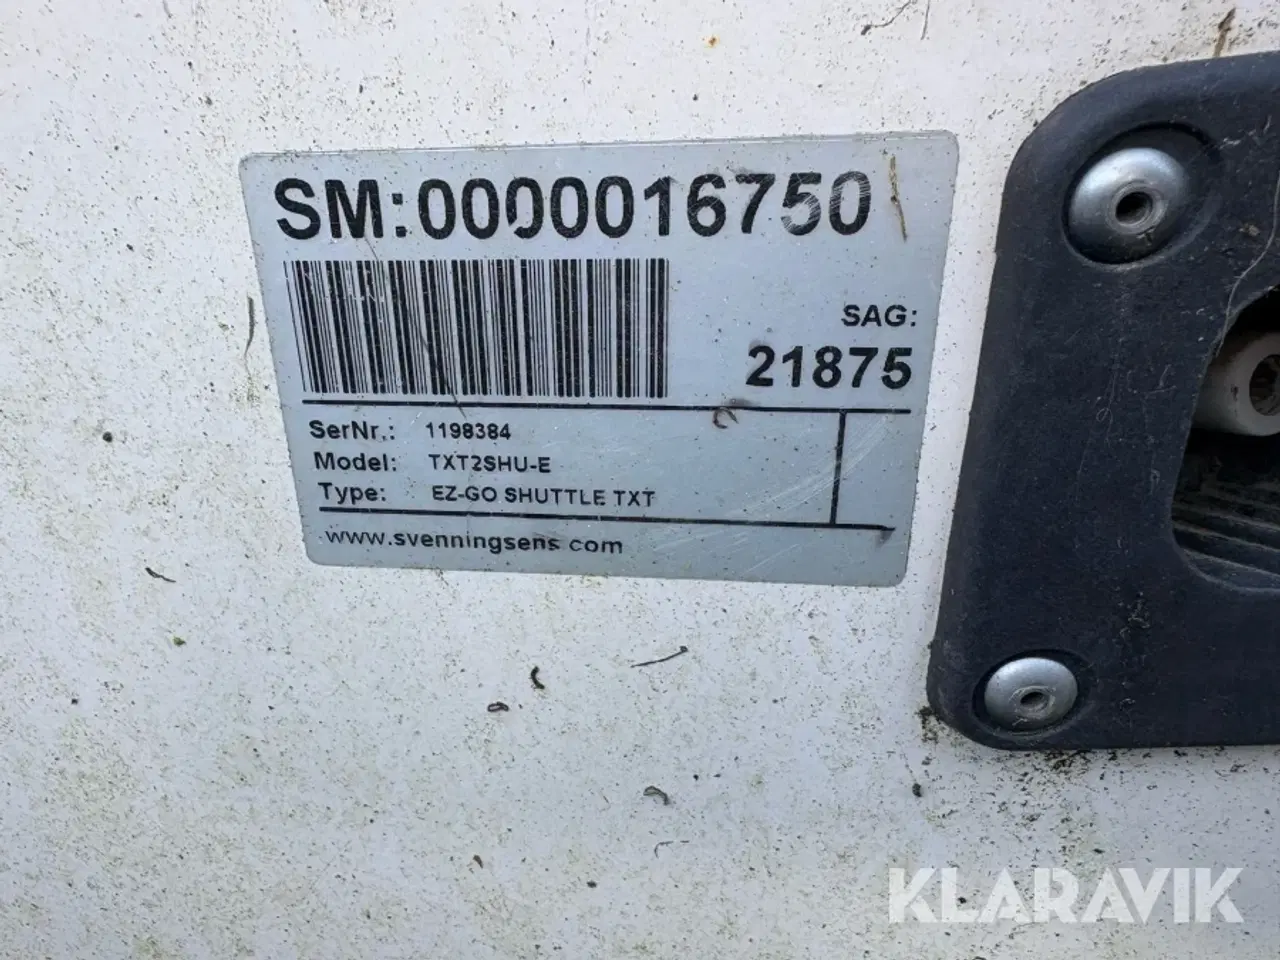 SM:0000016750
SAG:
21875
SerNr.: 1198384
Model: TXT2SHU-E
Type: EZ-GO SHUTTLE TXT
www.svenningsens.com
KLARAVIK